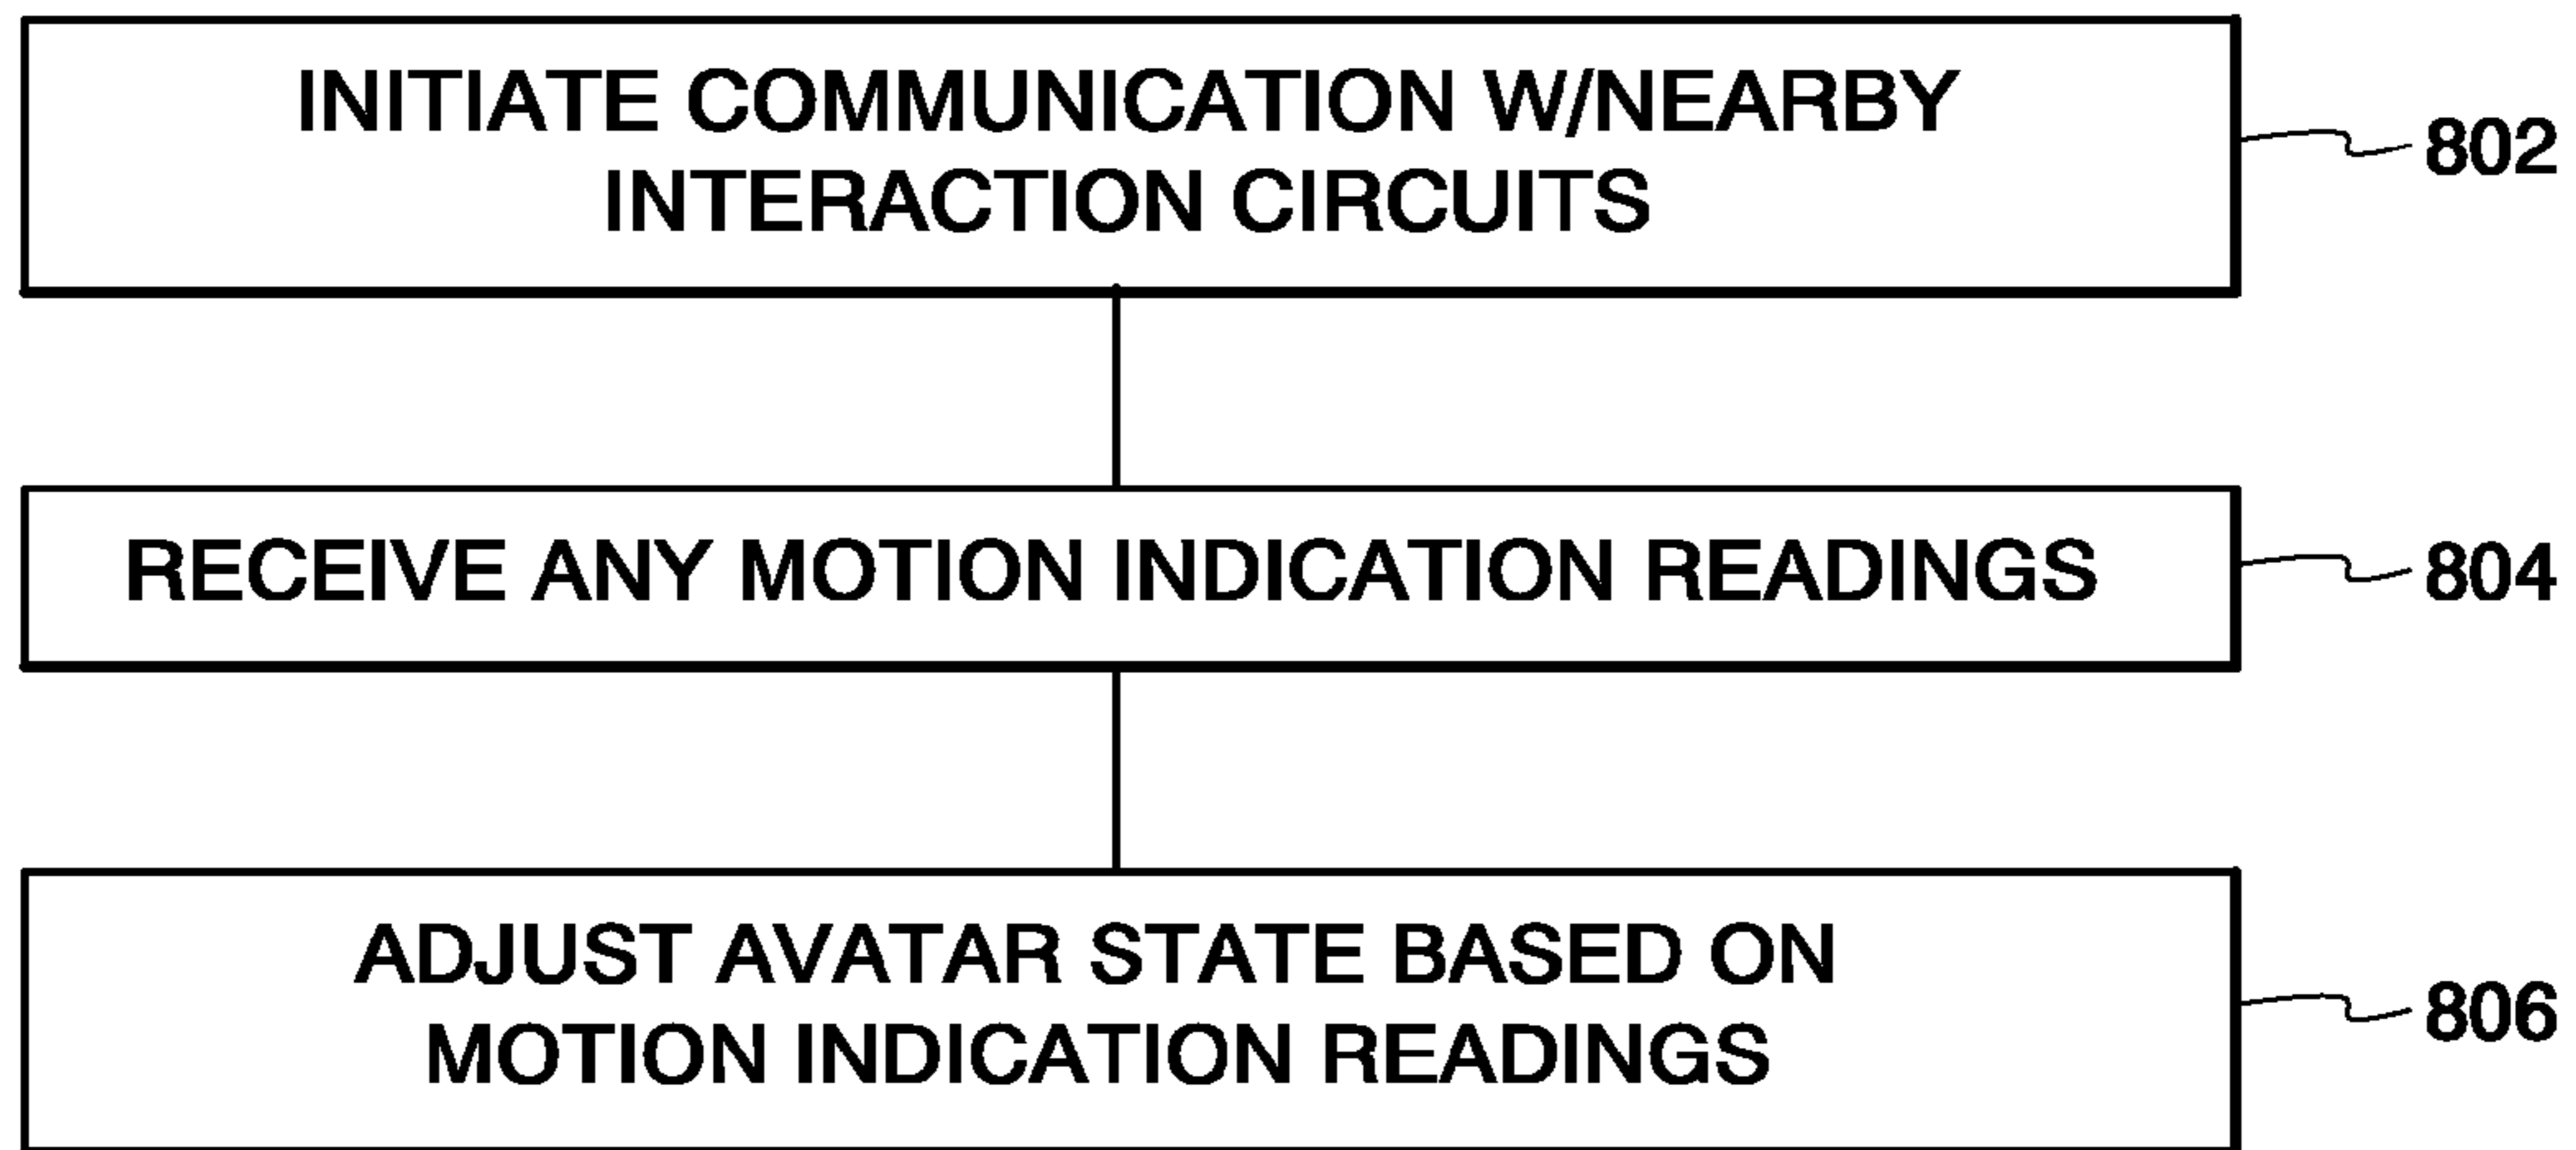 INITIATE COMMUNICATION W/NEARBY
INTERACTION CIRCUITS
802
RECEIVE ANY MOTION INDICATION READINGS
804
ADJUST AVATAR STATE BASED ON
MOTION INDICATION READINGS
806